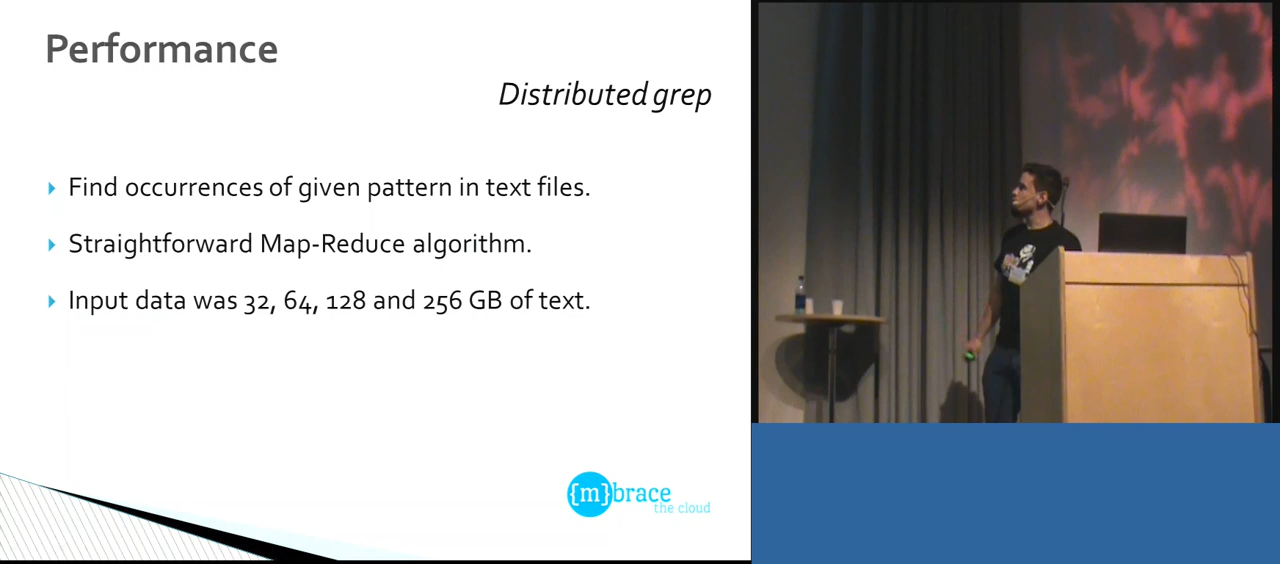 Performance
Distributed grep
Find occurrences of given pattern in text files.
Straightforward Map-Reduce algorithm.
Input data was 32, 64, 128 and 256 GB of text.
{m}brace
the cloud